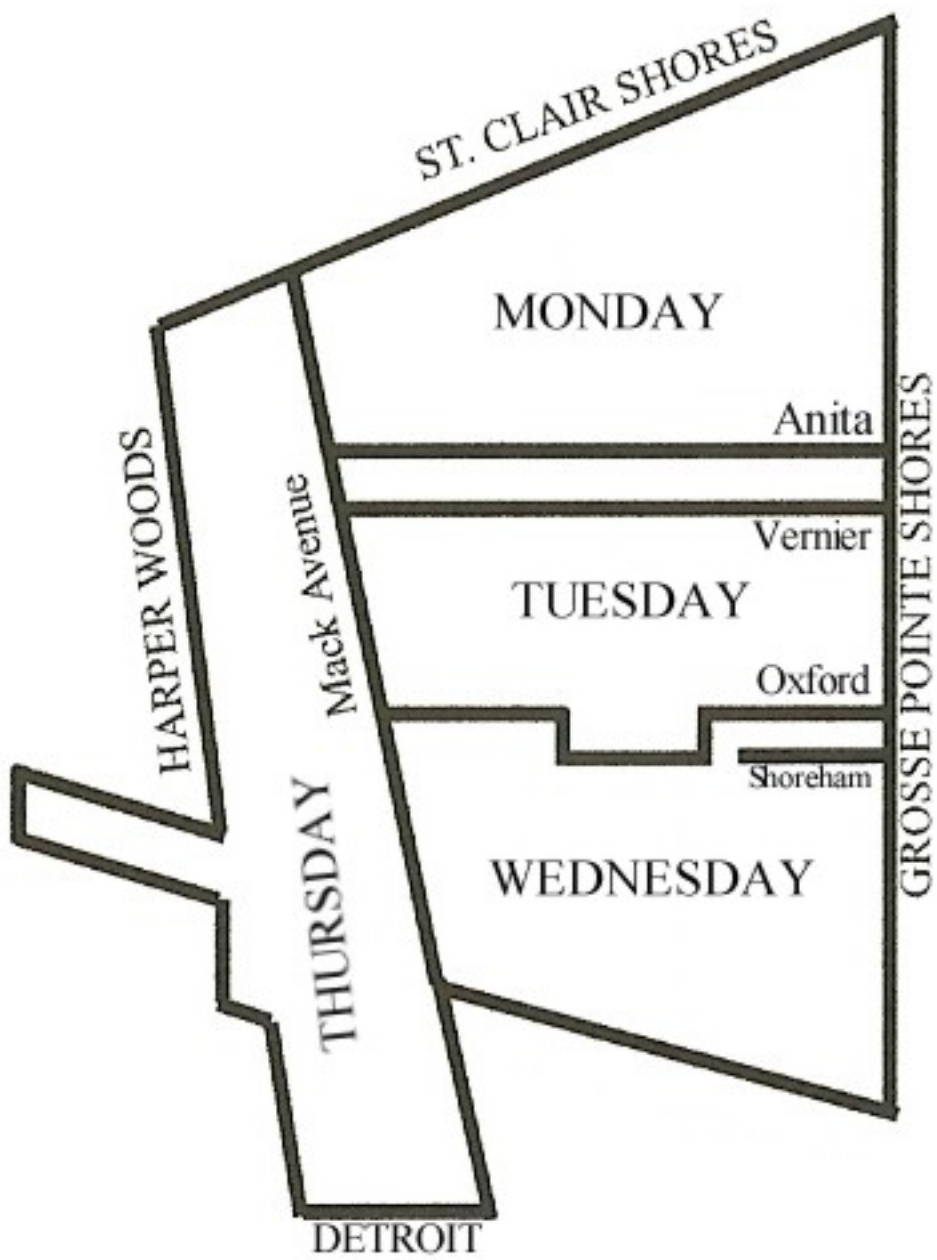 ST. CLAIR SHORES
MONDAY
Anita
HARPER WOODS
Mack Avenue
GROSSE POINTE SHORES
Vernier
TUESDAY
Oxford
Shoreham
THURSDAY
WEDNESDAY
DETROIT